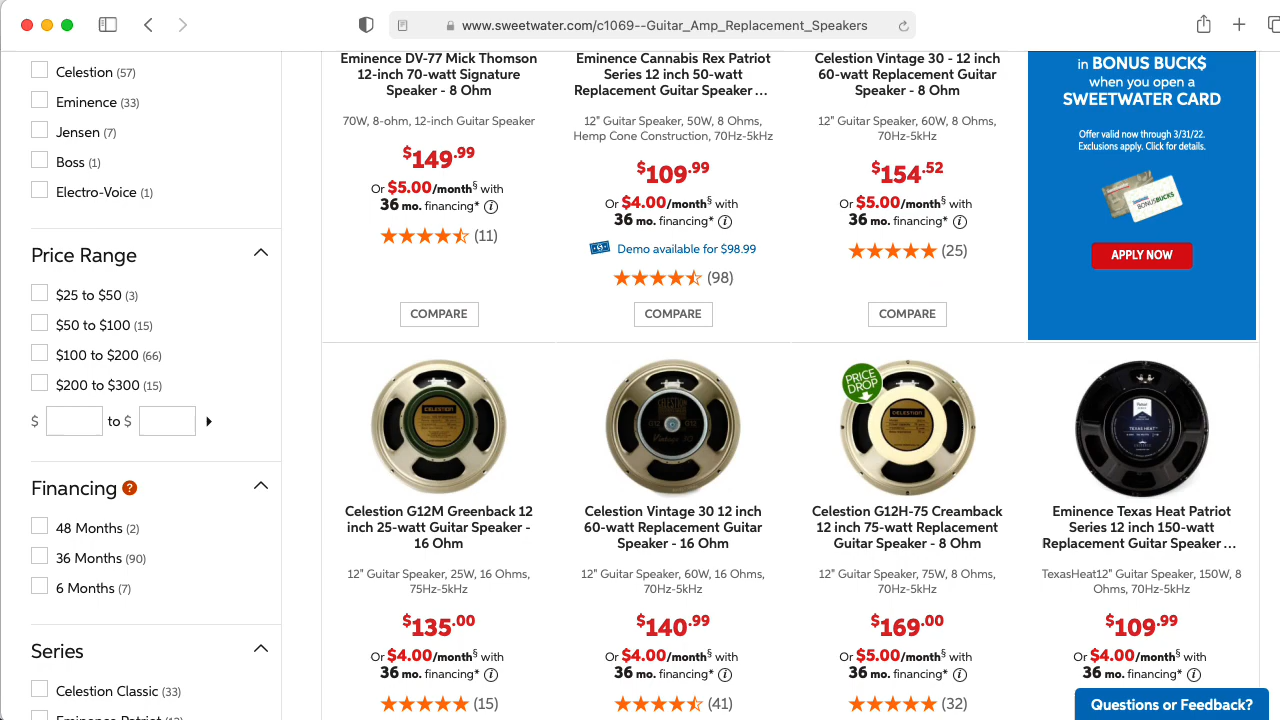 www.sweetwater.com/c1069--Guitar_Amp_Replacement_Speakers
Celestion (57)
Eminence (33)
Jensen (7)
Boss (1)
Electro-Voice (1)
Price Range
$25 to $50 (3)
$50 to $100 (15)
$100 to $200 (66)
$200 to $300 (15)
$ to $
Financing ?
48 Months (2)
36 Months (90)
6 Months (7)
Series
Celestion Classic (33)
Eminence DV-77 Mick Thomson
12-inch 70-watt Signature
Speaker - 8 Ohm
70W, 8-ohm, 12-inch Guitar Speaker
$149.99
Or $5.00/month§ with
36 mo. financing* i
(11)
COMPARE
Eminence Cannabis Rex Patriot
Series 12 inch 50-watt
Replacement Guitar Speaker ...
12" Guitar Speaker, 50W, 8 Ohms,
Hemp Cone Construction, 70Hz-5kHz
$109.99
Or $4.00/month§ with
36 mo. financing* i
Demo available for $98.99
(98)
COMPARE
Celestion Vintage 30 - 12 inch
60-watt Replacement Guitar
Speaker - 8 Ohm
12" Guitar Speaker, 60W, 8 Ohms,
70Hz-5kHz
$154.52
Or $5.00/month§ with
36 mo. financing* i
(25)
COMPARE
in BONUS BUCK$
when you open a
SWEETWATER CARD
Offer valid now through 3/31/22.
Exclusions apply. Click for details.
BONUSBUCKS
APPLY NOW
CELESTION
Celestion G12M Greenback 12
inch 25-watt Guitar Speaker -
16 Ohm
12" Guitar Speaker, 25W, 16 Ohms,
75Hz-5kHz
$135.00
Or $4.00/month§ with
36 mo. financing* i
(15)
CELESTION
Vintage 30
Celestion Vintage 30 12 inch
60-watt Replacement Guitar
Speaker - 16 Ohm
12" Guitar Speaker, 60W, 16 Ohms,
70Hz-5kHz
$140.99
Or $4.00/month§ with
36 mo. financing* i
(41)
PRICE
DROP
CELESTION
Celestion G12H-75 Creamback
12 inch 75-watt Replacement
Guitar Speaker - 8 Ohm
12" Guitar Speaker, 75W, 8 Ohms,
70Hz-5kHz
$169.00
Or $5.00/month§ with
36 mo. financing* i
(32)
TEXAS HEAT
Eminence Texas Heat Patriot
Series 12 inch 150-watt
Replacement Guitar Speaker ...
TexasHeat12" Guitar Speaker, 150W, 8
Ohms, 70Hz-5kHz
$109.99
Or $4.00/month§ with
36 mo. financing* i
Questions or Feedback?